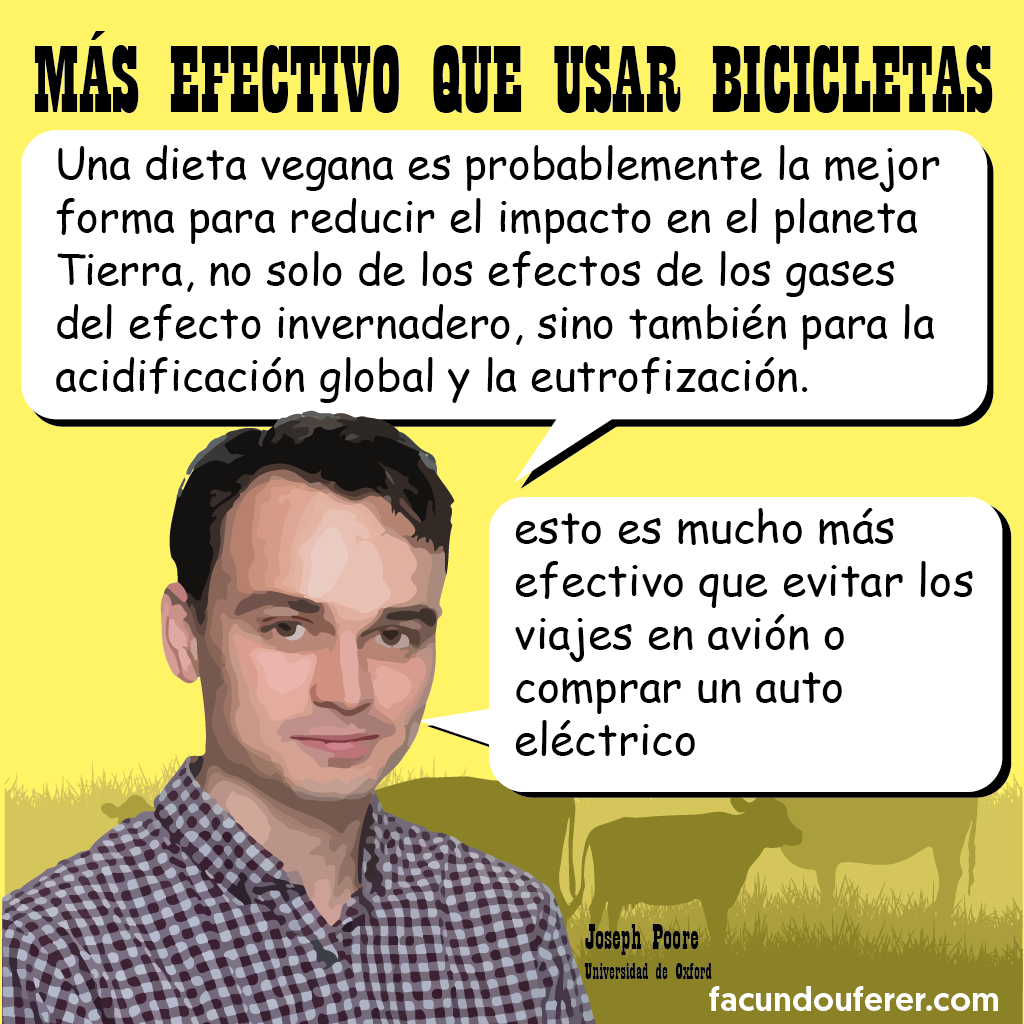 MÁS EFECTIVO QUE USAR BICICLETAS
Una dieta vegana es probablemente la mejor
forma para reducir el impacto en el planeta
Tierra, no solo de los efectos de los gases
del efecto invernadero, sino también para la
acidificación global y la eutrofización.
esto es mucho más
efectivo que evitar los
viajes en avión o
comprar un auto
eléctrico
Joseph Poore
Universidad de Oxford
facundouferer.com